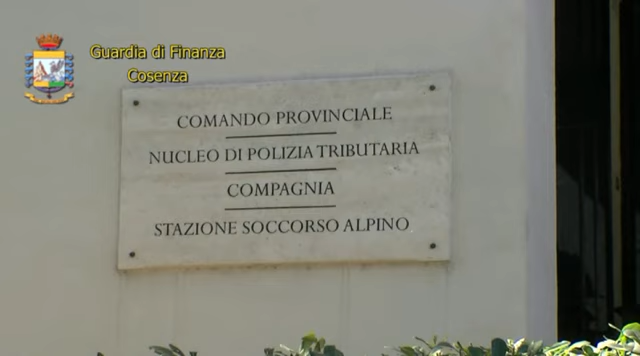 Guardia di Finanza
Cosenza
COMANDO PROVINCIALE
NUCLEO DI POLIZIA TRIBUTARIA
COMPAGNIA
STAZIONE SOCCORSO ALPINO